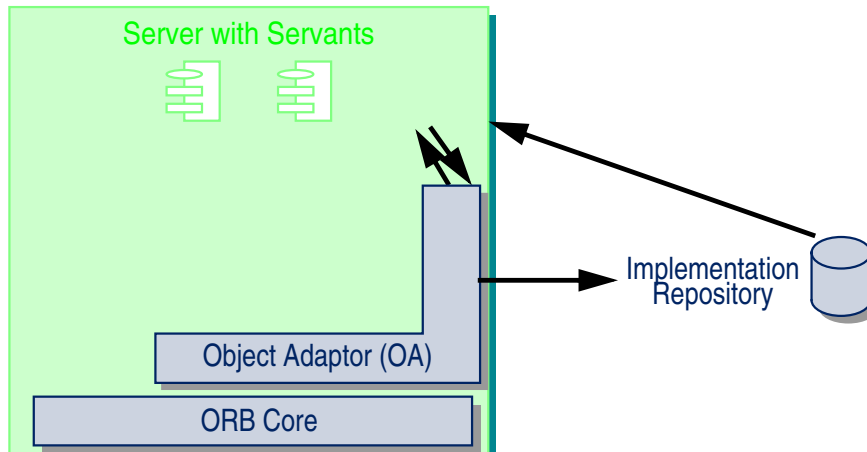 Server with Servants
Implementation
Repository
Object Adaptor (OA)
ORB Core